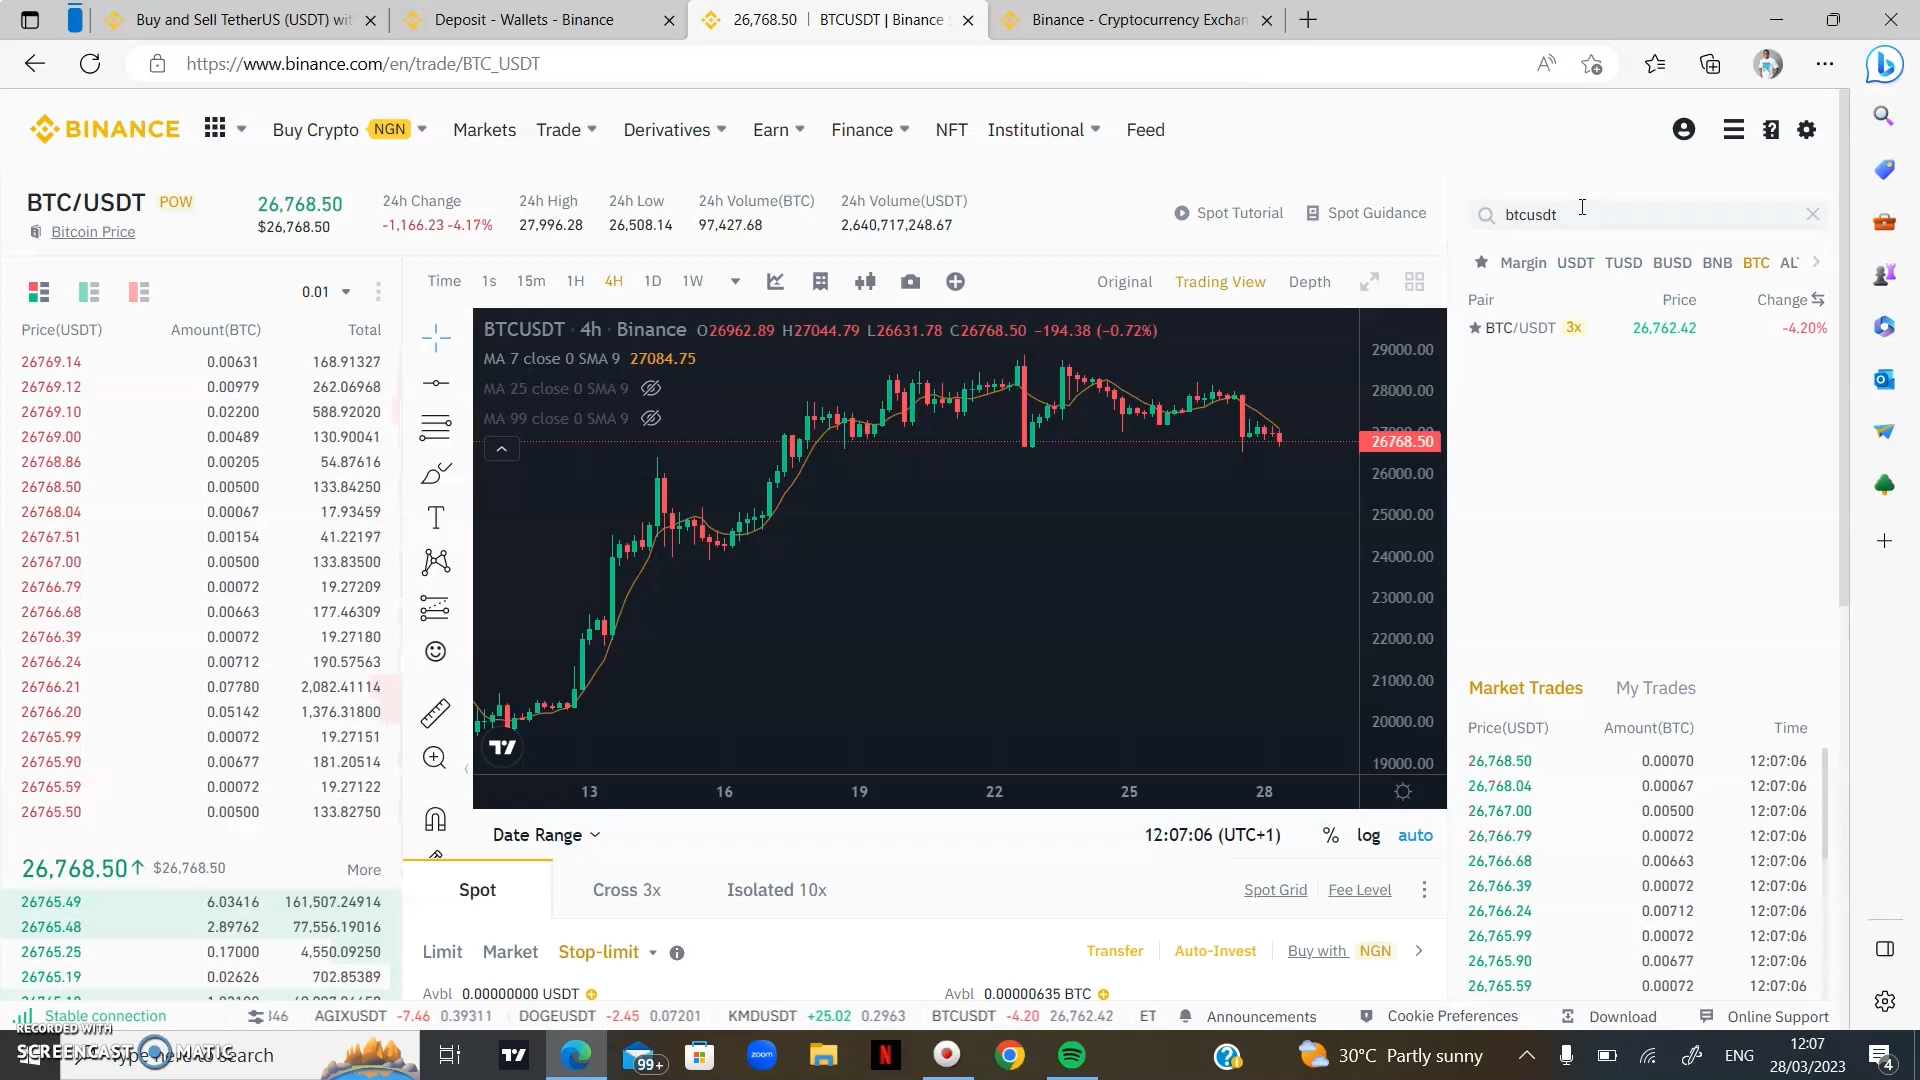 Buy and Sell TetherUS (USDT) wit
Deposit - Wallets - Binance
26,768.50 | BTCUSDT | Binance
Binance - Cryptocurrency Exchan
https://www.binance.com/en/trade/BTC_USDT
BINANCE
Buy Crypto NGN
Markets
Trade
Derivatives
Earn
Finance
NFT
Institutional
Feed
BTC/USDT POW
Bitcoin Price
26,768.50
$26,768.50
24h Change
-1,166.23 -4.17%
24h High
27,996.28
24h Low
26,508.14
24h Volume(BTC)
97,427.68
24h Volume(USDT)
2,640,717,248.67
Spot Tutorial
Spot Guidance
0.01
Price(USDT) Amount(BTC) Total
26769.14 0.00631 168.91327
26769.12 0.00979 262.06968
26769.10 0.02200 588.92020
26769.00 0.00489 130.90041
26768.86 0.00205 54.87616
26768.50 0.00500 133.84250
26768.04 0.00067 17.93459
26767.51 0.00154 41.22197
26767.00 0.00500 133.83500
26766.79 0.00072 19.27209
26766.68 0.00663 177.46309
26766.39 0.00072 19.27180
26766.24 0.00712 190.57563
26766.21 0.07780 2,082.41114
26766.20 0.05142 1,376.31800
26765.99 0.00072 19.27151
26765.90 0.00677 181.20514
26765.59 0.00072 19.27122
26765.50 0.00500 133.82750
26,768.50↑ $26,768.50 More
26765.49 6.03416 161,507.24914
26765.48 2.89762 77,556.19016
26765.25 0.17000 4,550.09250
26765.19 0.02626 702.85389
Time 1s 15m 1H 4H 1D 1W
Original Trading View Depth
BTCUSDT · 4h · Binance O26962.89 H27044.79 L26631.78 C26768.50 −194.38 (−0.72%)
MA 7 close 0 SMA 9 27084.75
MA 25 close 0 SMA 9
MA 99 close 0 SMA 9
29000.00
28000.00
26768.50
26000.00
25000.00
24000.00
23000.00
22000.00
21000.00
20000.00
19000.00
13 16 19 22 25 28
Date Range
12:07:06 (UTC+1) % log auto
Spot Cross 3x Isolated 10x
Spot Grid Fee Level
Limit Market Stop-limit
Transfer Auto-Invest Buy with NGN
Avbl 0.00000000 USDT
Avbl 0.00000635 BTC
btcusdt
Margin USDT TUSD BUSD BNB BTC AL
Pair Price Change
BTC/USDT 3x 26,762.42 -4.20%
Market Trades My Trades
Price(USDT) Amount(BTC) Time
26,768.50 0.00070 12:07:06
26,768.04 0.00067 12:07:06
26,767.00 0.00500 12:07:06
26,766.79 0.00072 12:07:06
26,766.68 0.00663 12:07:06
26,766.39 0.00072 12:07:06
26,766.24 0.00712 12:07:06
26,765.99 0.00072 12:07:06
26,765.90 0.00677 12:07:06
26,765.59 0.00072 12:07:06
Stable connection
346 AGIXUSDT -7.46 0.39311 DOGEUSDT -2.45 0.07201 KMDUSDT +25.02 0.2963 BTCUSDT -4.20 26,762.42 ET
Announcements
Cookie Preferences
Download
Online Support
RECORDED WITH
SCREENCAST MATIC
here to search
99+
zoom
30°C Partly sunny
ENG
12:07
28/03/2023
4